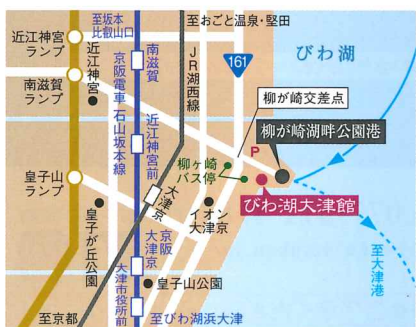 至坂本
比叡山口
至おごと温泉・堅田
近江神宮
ランプ
近江神宮
南滋賀
JR湖西線
161
びわ湖
南滋賀
ランプ
京阪電車 石山坂本線
近江神宮前
柳が崎交差点
P
柳が崎湖畔公園港
柳ヶ崎
バス停
びわ湖大津館
皇子山
ランプ
大津京
皇子が丘公園
イオン
大津京
京阪
大津京
至大津港
皇子山公園
大津市役所前
至京都
至びわ湖浜大津